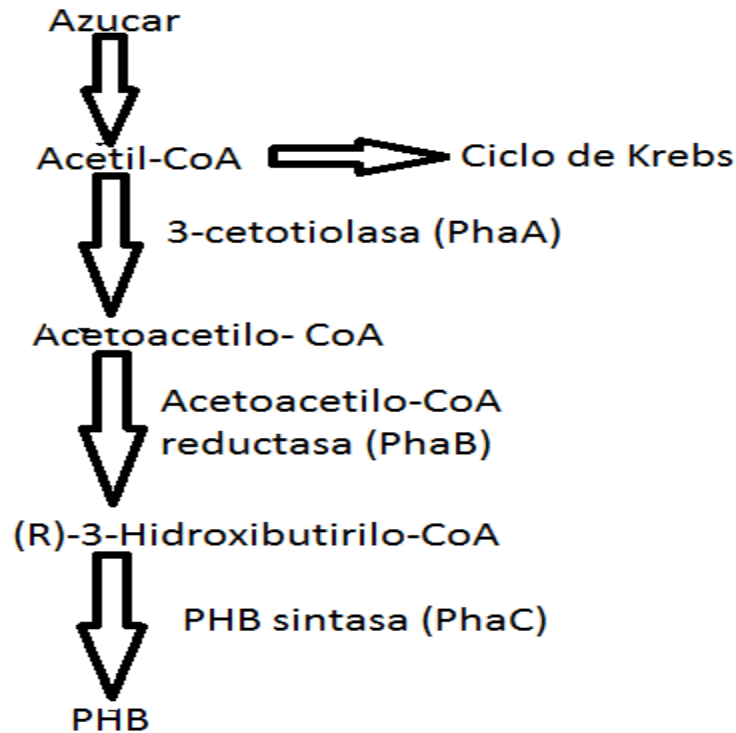 Azucar
Acetil-CoA
Ciclo de Krebs
3-cetotiolasa (PhaA)
Acetoacetilo- CoA
Acetoacetilo-CoA
reductasa (PhaB)
(R)-3-Hidroxibutirilo-CoA
PHB sintasa (PhaC)
PHB